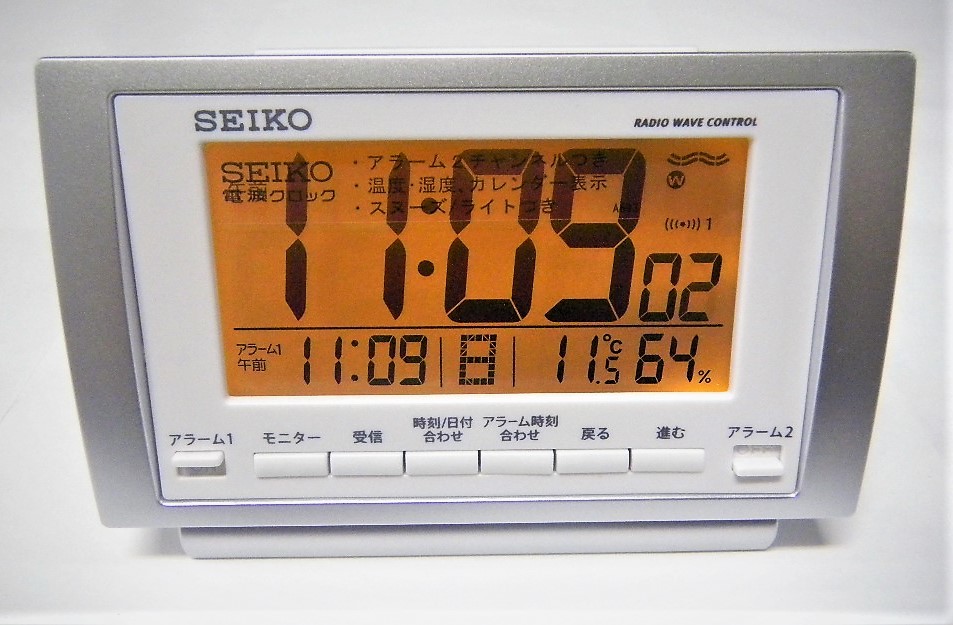 SEIKO
RADIO WAVE CONTROL
SEIKO
電波クロック
・アラーム2チャンネルつき
・温度・湿度、カレンダー表示
・スヌーズ/ライトつき
午前
11:09 02
W
1
アラーム1
午前
11:09
日
11.5℃
64%
アラーム1
モニター
受信
時刻/日付
合わせ
アラーム時刻
合わせ
戻る
進む
アラーム2